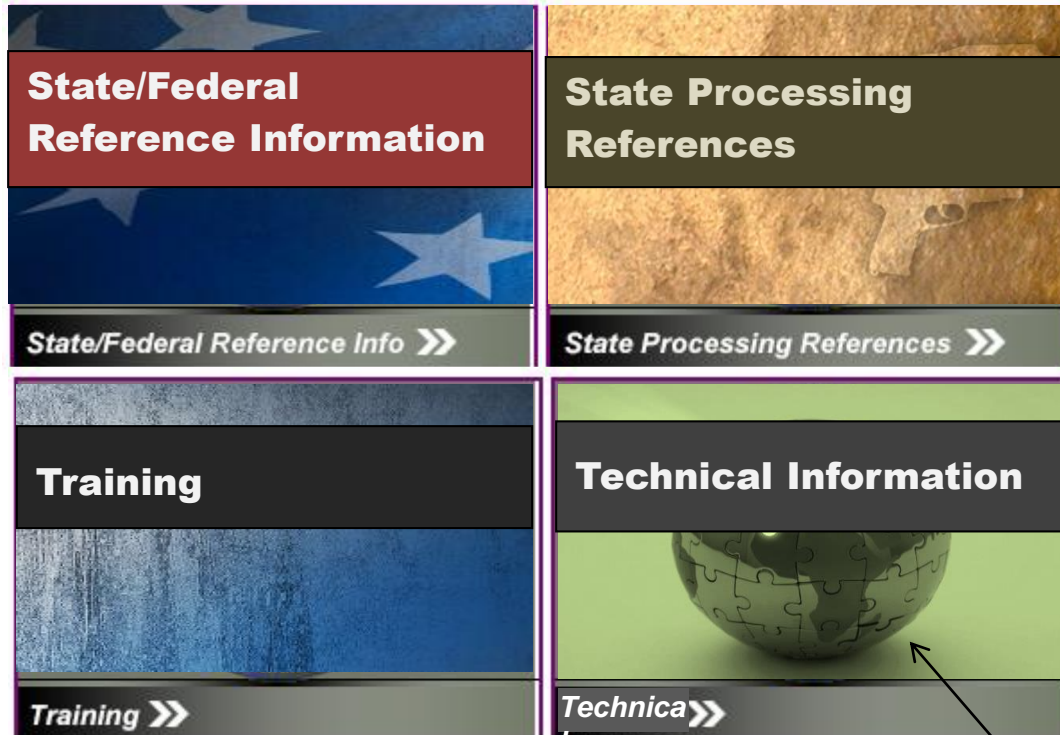 State/Federal
Reference Information
State Processing
References
State/Federal Reference Info
State Processing References
Training
Technical Information
Training
Technica